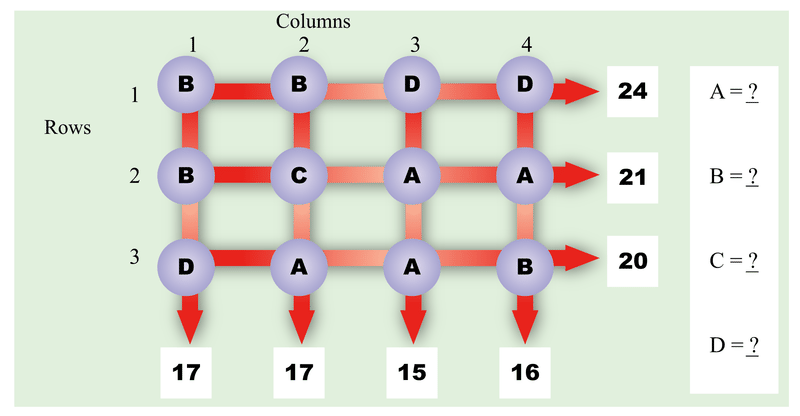 Columns
1 2 3 4
Rows
1 B B D D 24
2 B C A A 21
3 D A A B 20
17 17 15 16
A = ?
B = ?
C = ?
D = ?